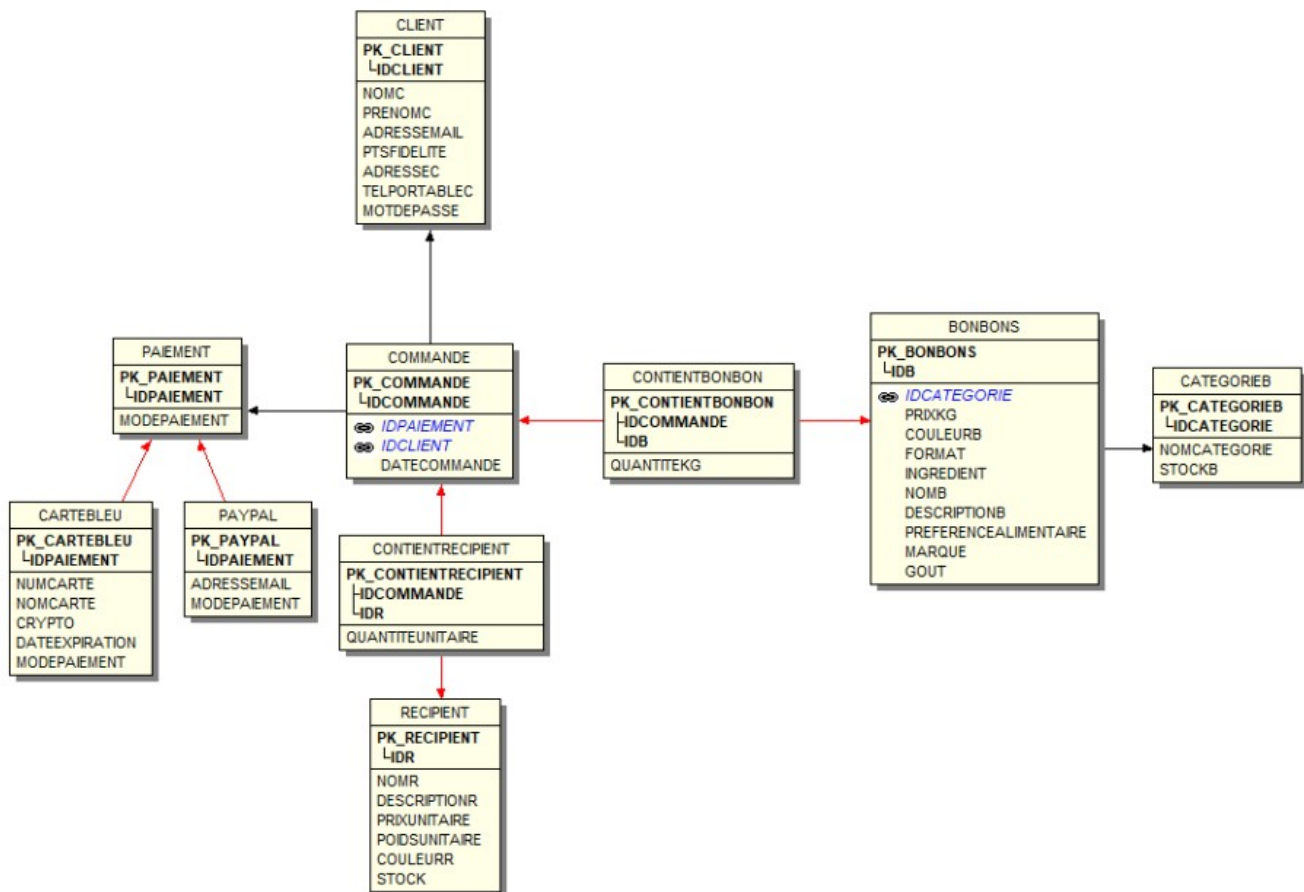 CLIENT
PK_CLIENT
IDCLIENT
NOMC
PRENOMC
ADRESSEMAIL
PTSFIDELITE
ADRESSEC
TELPORTABLEC
MOTDEPASSE
PAIEMENT
PK_PAIEMENT
IDPAIEMENT
MODEPAIEMENT
COMMANDE
PK_COMMANDE
IDCOMMANDE
IDPAIEMENT
IDCLIENT
DATECOMMANDE
CONTIENTBONBON
PK_CONTIENTBONBON
IDCOMMANDE
IDB
QUANTITEKG
BONBONS
PK_BONBONS
IDB
IDCATEGORIE
PRIXKG
COULEURB
FORMAT
INGREDIENT
NOMB
DESCRIPTIONB
PREFERENCEALIMENTAIRE
MARQUE
GOUT
CATEGORIEB
PK_CATEGORIEB
IDCATEGORIE
NOMCATEGORIE
STOCKB
CARTEBLEU
PK_CARTEBLEU
IDPAIEMENT
NUMCARTE
NOMCARTE
CRYPTO
DATEEXPIRATION
MODEPAIEMENT
PAYPAL
PK_PAYPAL
IDPAIEMENT
ADRESSEMAIL
MODEPAIEMENT
CONTIENTRECIPIENT
PK_CONTIENTRECIPIENT
IDCOMMANDE
IDR
QUANTITEUNITAIRE
RECIPIENT
PK_RECIPIENT
IDR
NOMR
DESCRIPTIONR
PRIXUNITAIRE
POIDSUNITAIRE
COULEURR
STOCK